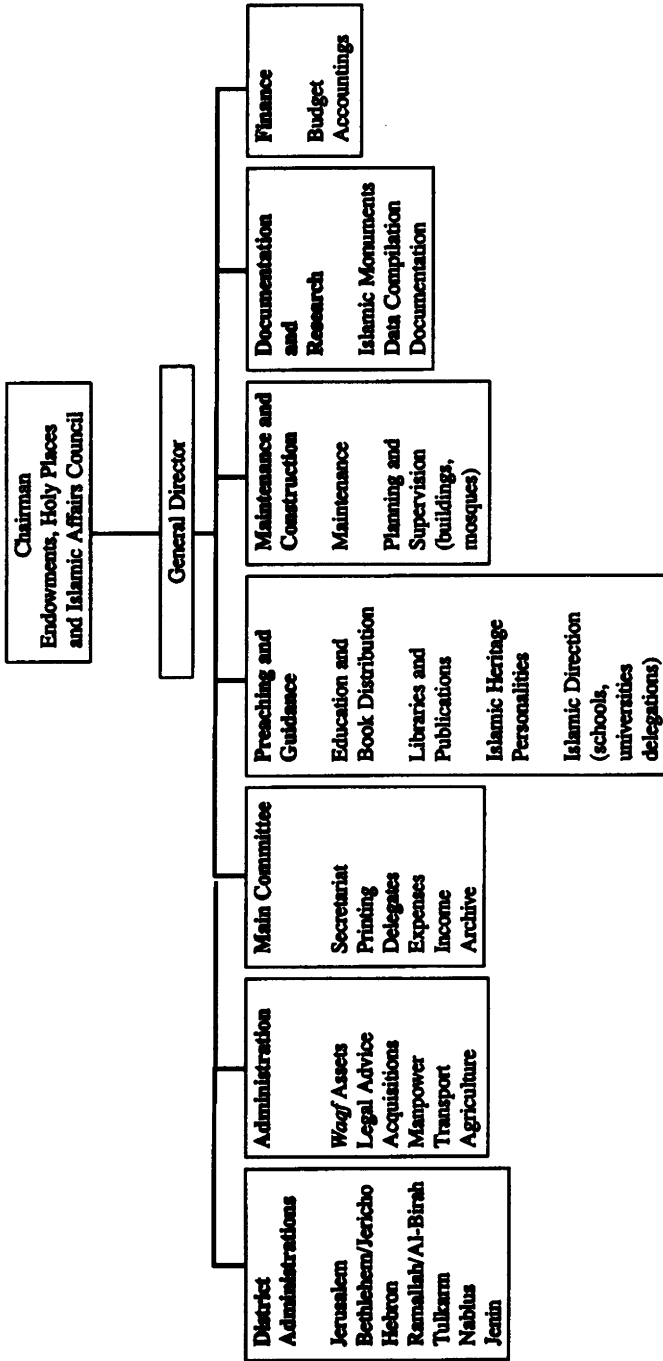 Chairman
Endowments, Holy Places
and Islamic Affairs Council
General Director
District
Administrations
Jerusalem
Bethlehem/Jericho
Hebron
Ramallah/Al-Birah
Tulkarm
Nablus
Jenin
Administration
Waqf Assets
Legal Advice
Acquisitions
Manpower
Transport
Agriculture
Main Committee
Secretariat
Printing
Delegates
Expenses
Income
Archive
Preaching and
Guidance
Education and
Book Distribution
Libraries and
Publications
Islamic Heritage
Personalities
Islamic Direction
(schools,
universities
delegations)
Maintenance and
Construction
Maintenance
Planning and
Supervision
(buildings,
mosques)
Documentation
and
Research
Islamic Monuments
Data Compilation
Documentation
Finance
Budget
Accountings